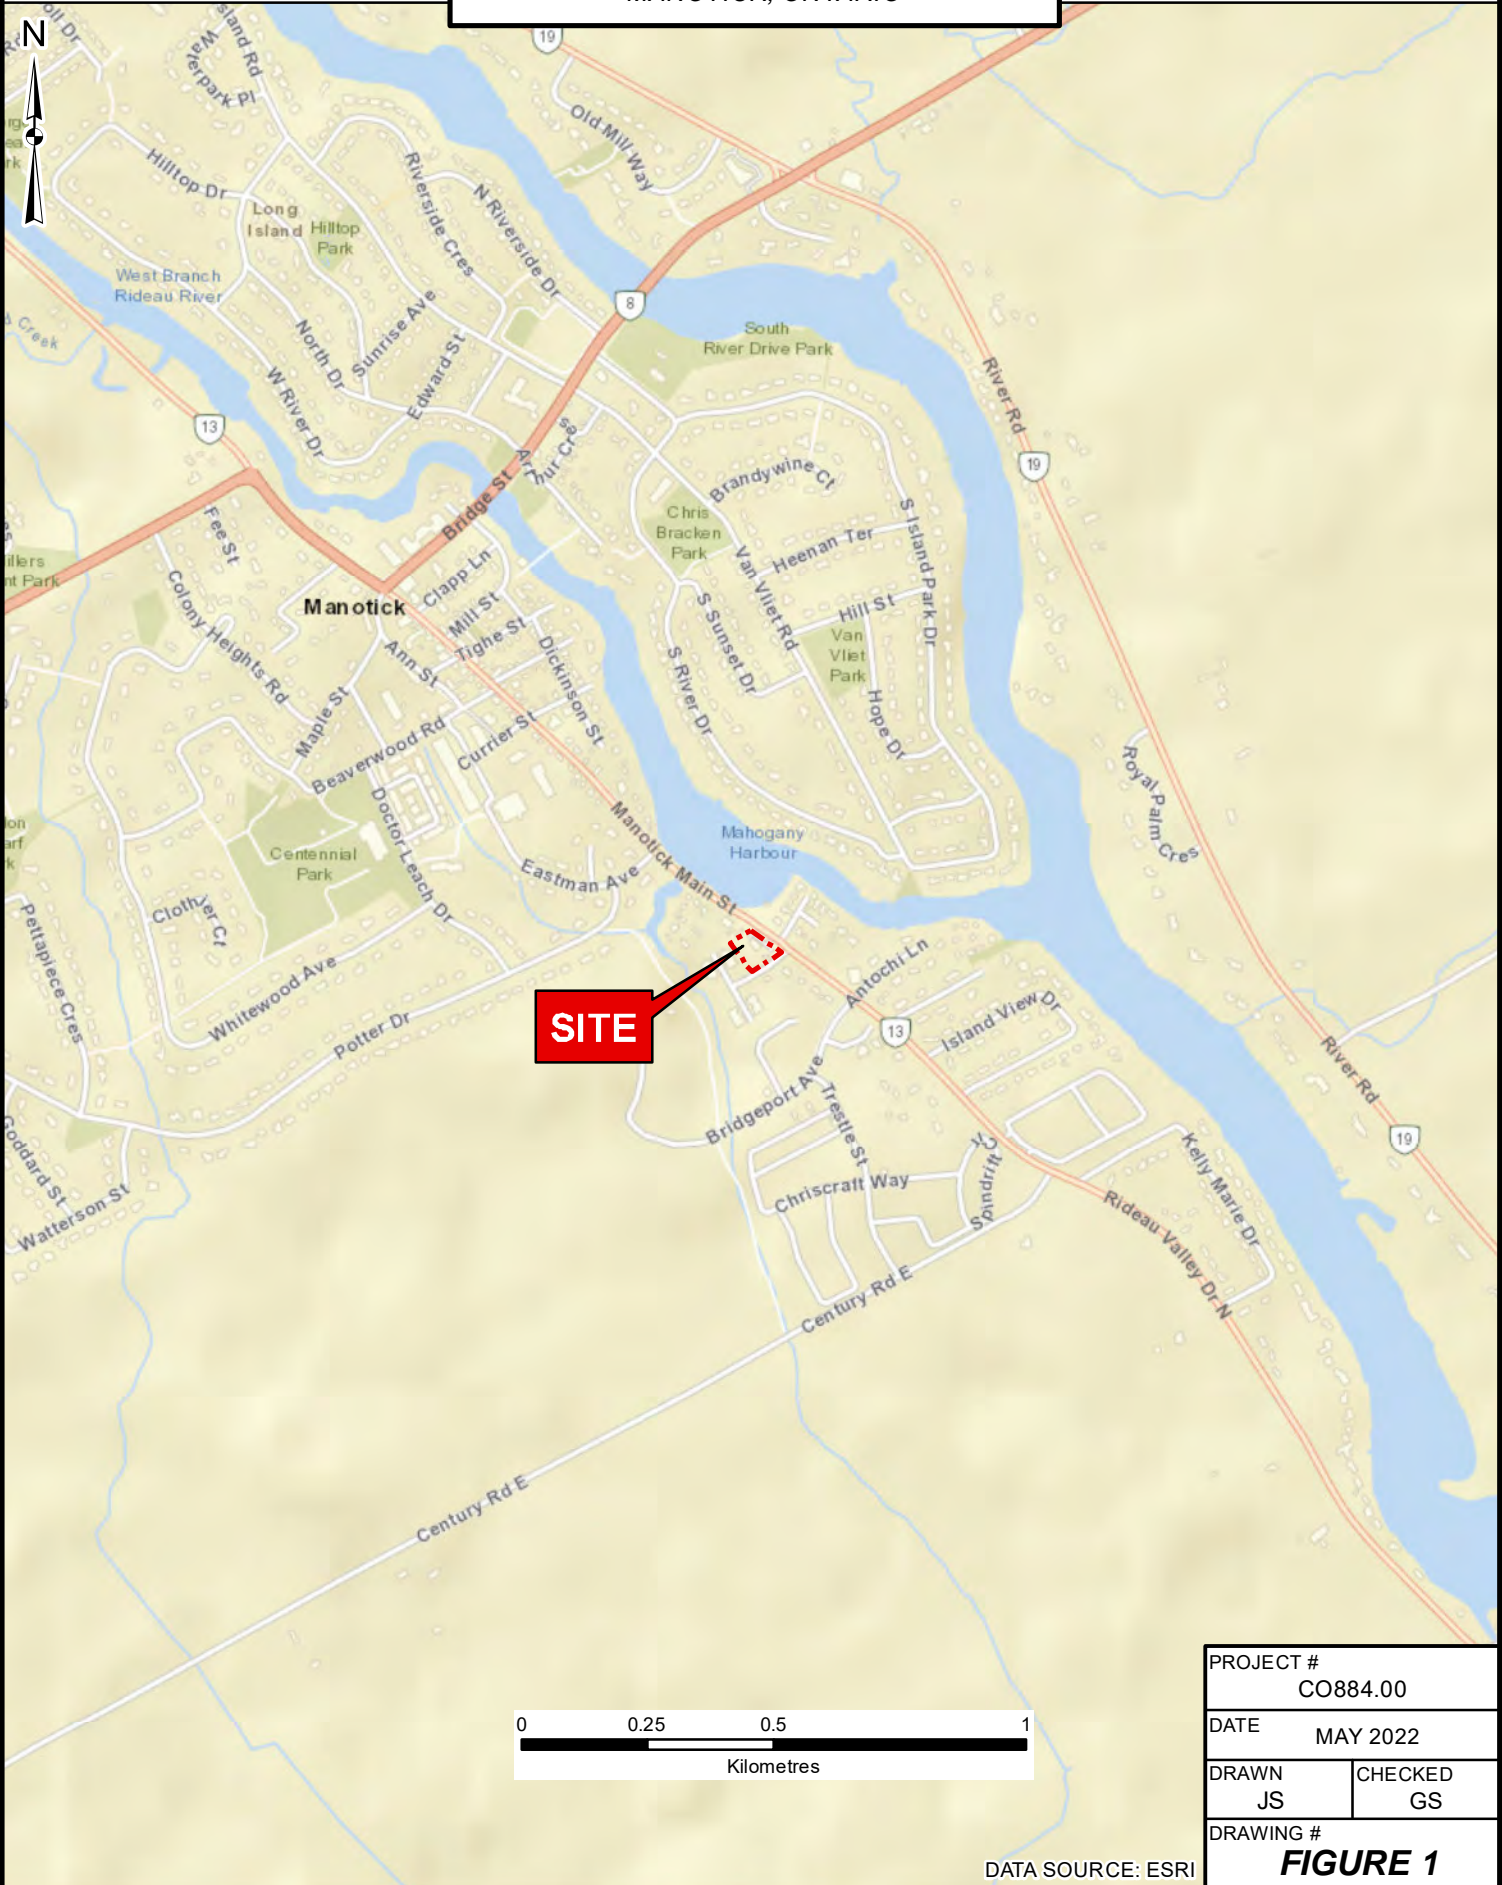 N
19
Old Mill Way
Waterpark Pl
Hilltop Dr
Long
Island
Hilltop
Park
Riverside Cres
N Riverside Dr
West Branch
Rideau River
8
South
River Drive Park
North Dr
Sunrise Ave
Edward St
W River Dr
River Rd
13
19
Bridge St
Brandywine Ct
S Island Park Dr
Chris
Bracken
Park
Fee St
Heenan Ter
Van Vliet Rd
Clapp Ln
Colony Heights Rd
Manotick
Mill St
Hill St
S Sunset Dr
Tighe St
Ann St
Van
Vliet
Park
Dickinson St
S River Dr
Maple St
Hope Dr
Beaverwood Rd
Currier St
Royal Palm Cres
Doctor Leach Dr
Manotick Main St
Mahogany
Harbour
Centennial
Park
Eastman Ave
Clothyer Ct
Pettapiece Cres
Whitewood Ave
Antochi Ln
SITE
Potter Dr
13
Island View Dr
River Rd
Bridgeport Ave
Trestle St
19
Goddard St
Kelly Marie Dr
Watterson St
Chriscraft Way
Spindrift
Rideau Valley Dr N
Century Rd E
Century Rd E
0 0.25 0.5 1
Kilometres
PROJECT #
CO884.00
DATE
MAY 2022
DRAWN
JS
CHECKED
GS
DRAWING #
FIGURE 1
DATA SOURCE: ESRI